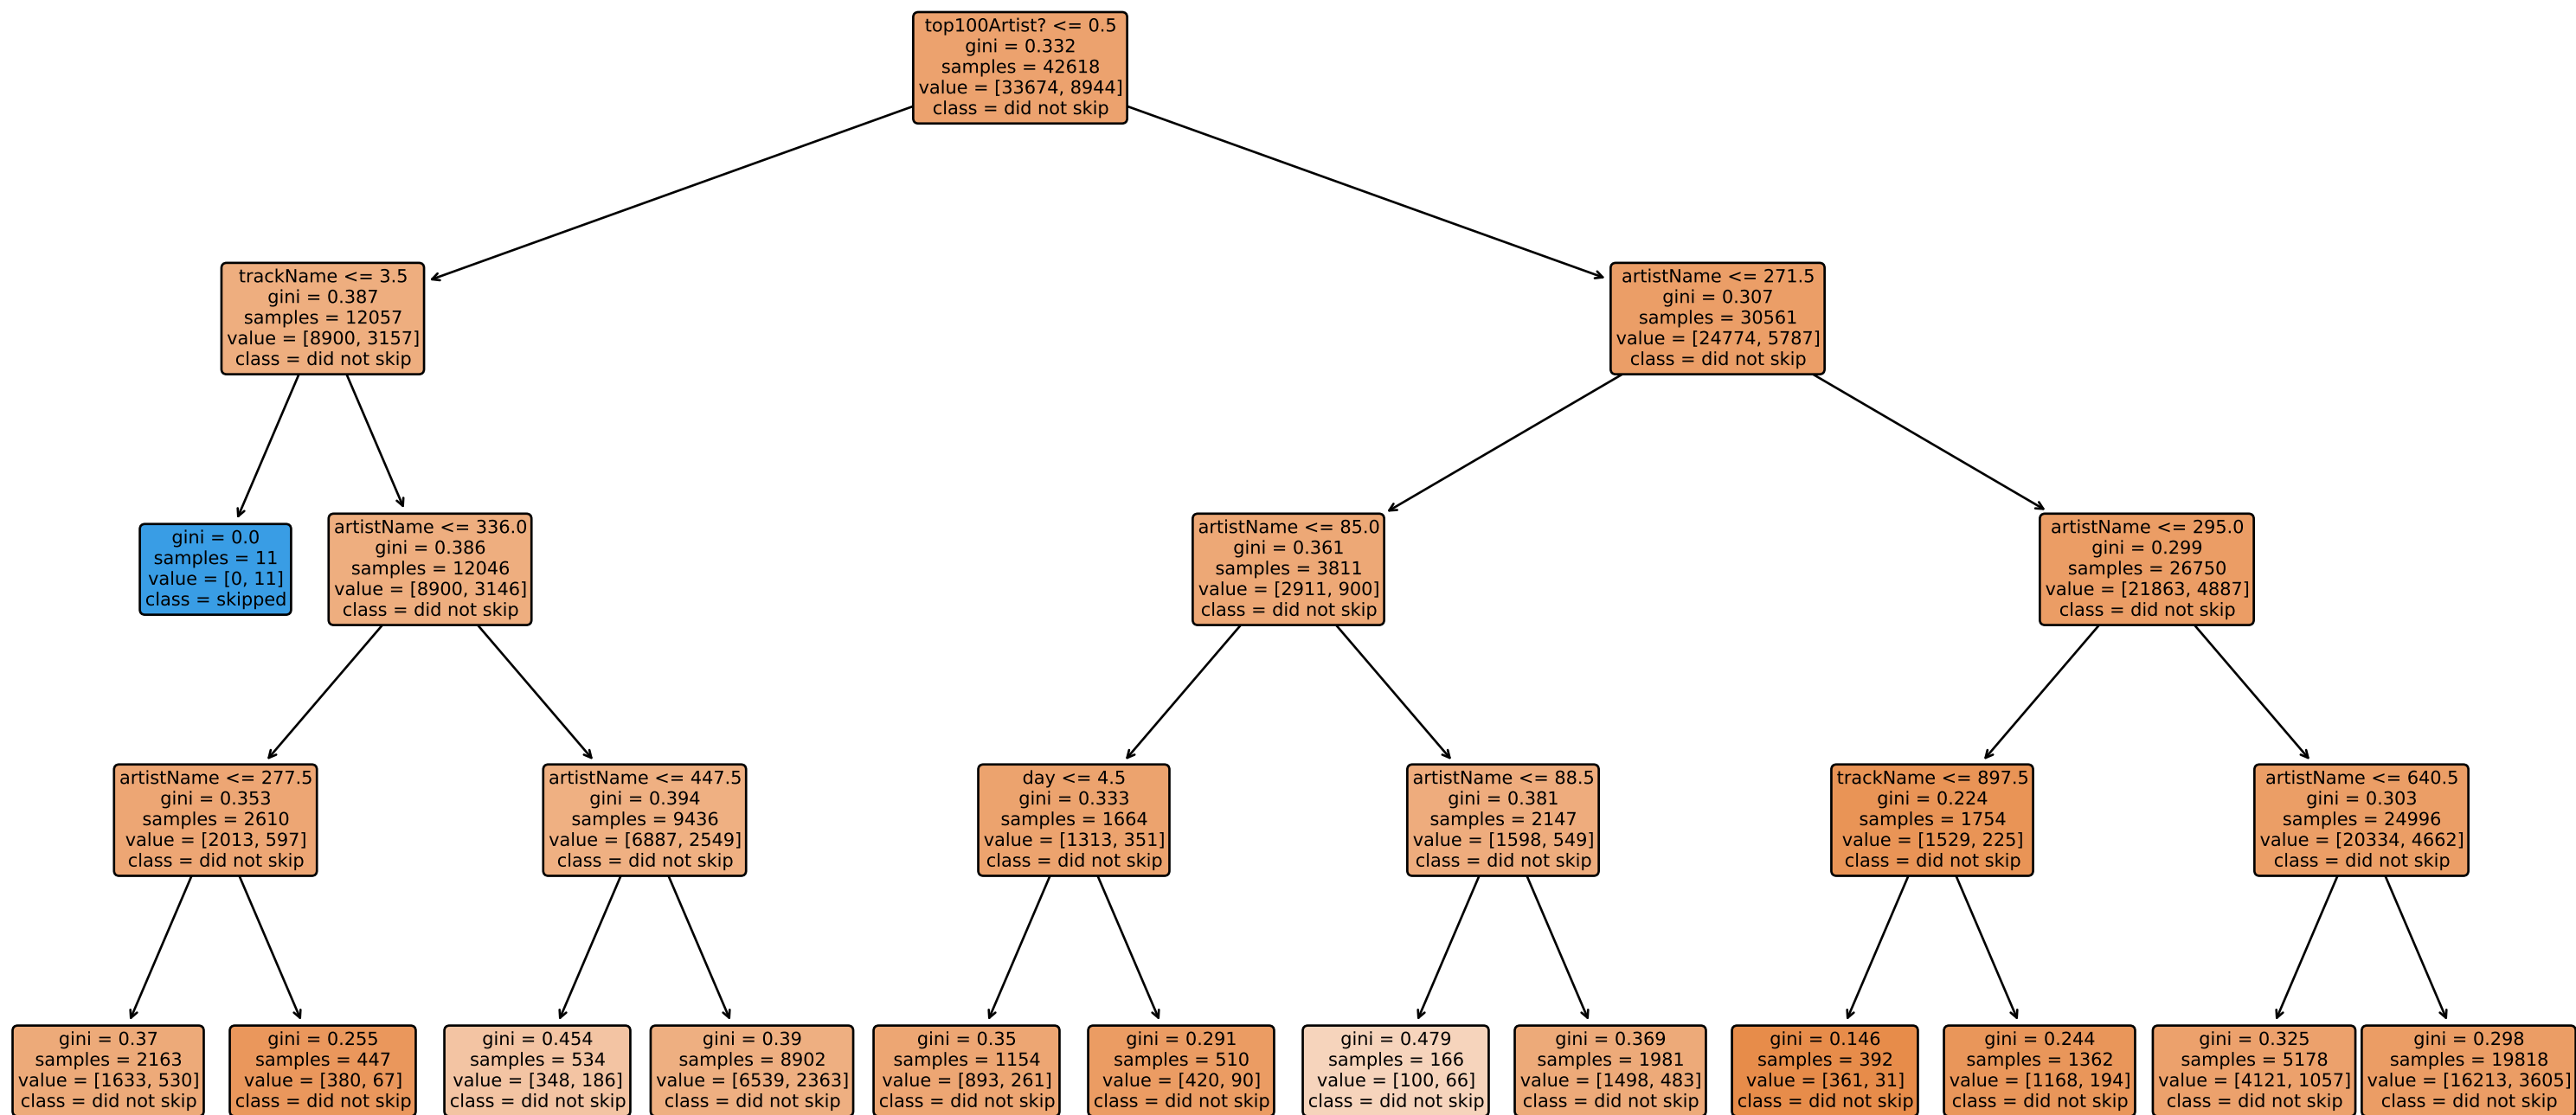 top100Artist? <= 0.5
gini = 0.332
samples = 42618
value = [33674, 8944]
class = did not skip
trackName <= 3.5
gini = 0.387
samples = 12057
value = [8900, 3157]
class = did not skip
artistName <= 271.5
gini = 0.307
samples = 30561
value = [24774, 5787]
class = did not skip
gini = 0.0
samples = 11
value = [0, 11]
class = skipped
artistName <= 336.0
gini = 0.386
samples = 12046
value = [8900, 3146]
class = did not skip
artistName <= 85.0
gini = 0.361
samples = 3811
value = [2911, 900]
class = did not skip
artistName <= 295.0
gini = 0.299
samples = 26750
value = [21863, 4887]
class = did not skip
artistName <= 277.5
gini = 0.353
samples = 2610
value = [2013, 597]
class = did not skip
artistName <= 447.5
gini = 0.394
samples = 9436
value = [6887, 2549]
class = did not skip
day <= 4.5
gini = 0.333
samples = 1664
value = [1313, 351]
class = did not skip
artistName <= 88.5
gini = 0.381
samples = 2147
value = [1598, 549]
class = did not skip
trackName <= 897.5
gini = 0.224
samples = 1754
value = [1529, 225]
class = did not skip
artistName <= 640.5
gini = 0.303
samples = 24996
value = [20334, 4662]
class = did not skip
gini = 0.37
samples = 2163
value = [1633, 530]
class = did not skip
gini = 0.255
samples = 447
value = [380, 67]
class = did not skip
gini = 0.454
samples = 534
value = [348, 186]
class = did not skip
gini = 0.39
samples = 8902
value = [6539, 2363]
class = did not skip
gini = 0.35
samples = 1154
value = [893, 261]
class = did not skip
gini = 0.291
samples = 510
value = [420, 90]
class = did not skip
gini = 0.479
samples = 166
value = [100, 66]
class = did not skip
gini = 0.369
samples = 1981
value = [1498, 483]
class = did not skip
gini = 0.146
samples = 392
value = [361, 31]
class = did not skip
gini = 0.244
samples = 1362
value = [1168, 194]
class = did not skip
gini = 0.325
samples = 5178
value = [4121, 1057]
class = did not skip
gini = 0.298
samples = 19818
value = [16213, 3605]
class = did not skip